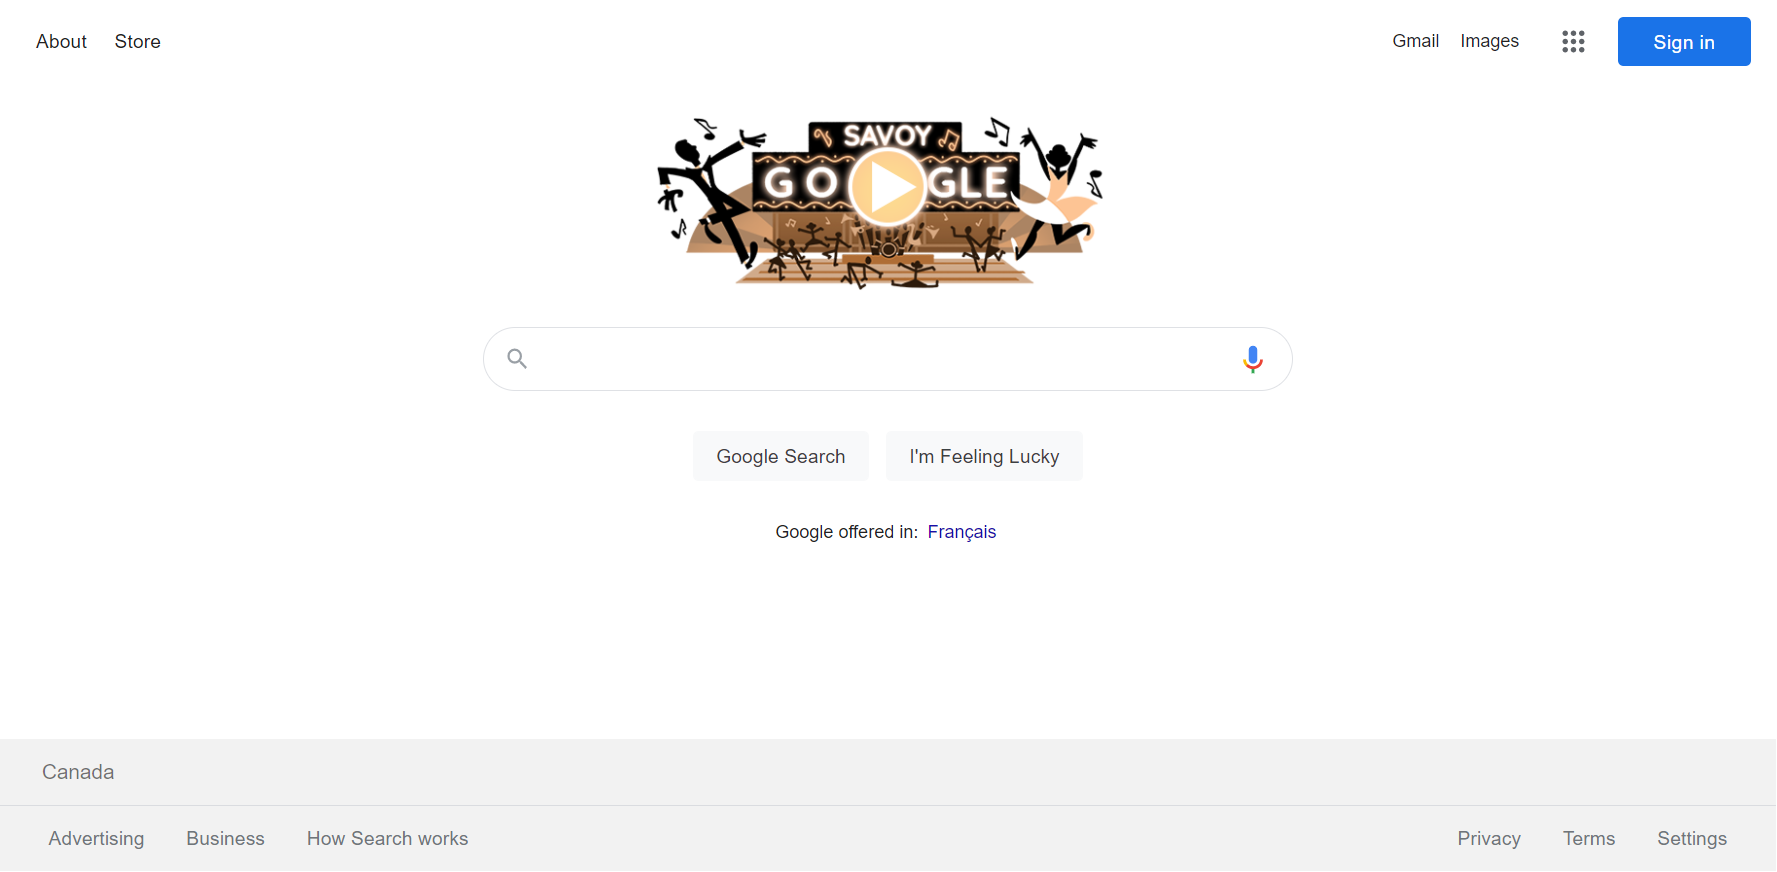 About Store
Gmail Images Sign in
SAVOY
GO GLE
Google Search I'm Feeling Lucky
Google offered in: Français
Canada
Advertising Business How Search works
Privacy Terms Settings